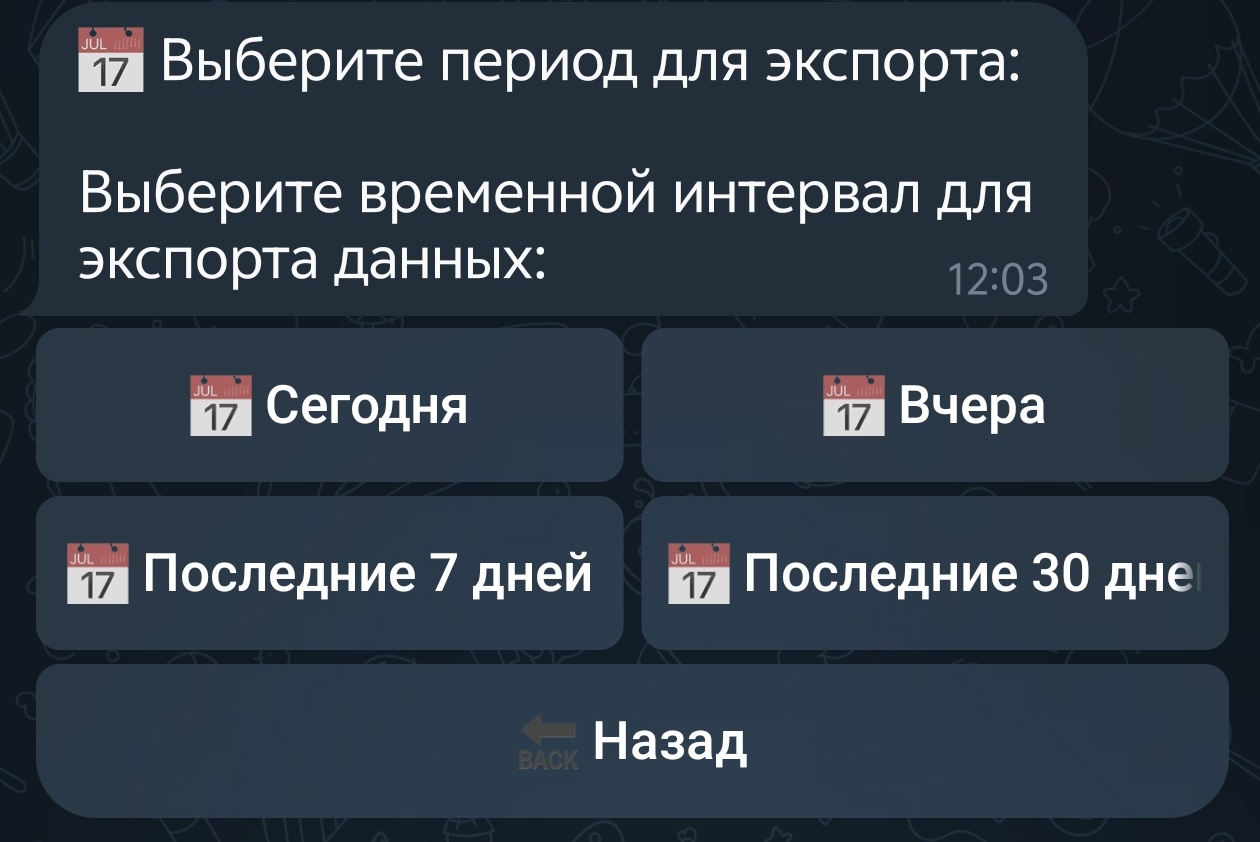 📅 Выберите период для экспорта:
Выберите временной интервал для
экспорта данных:
12:03
📅 Сегодня
📅 Вчера
📅 Последние 7 дней
📅 Последние 30 дне
BACK Назад